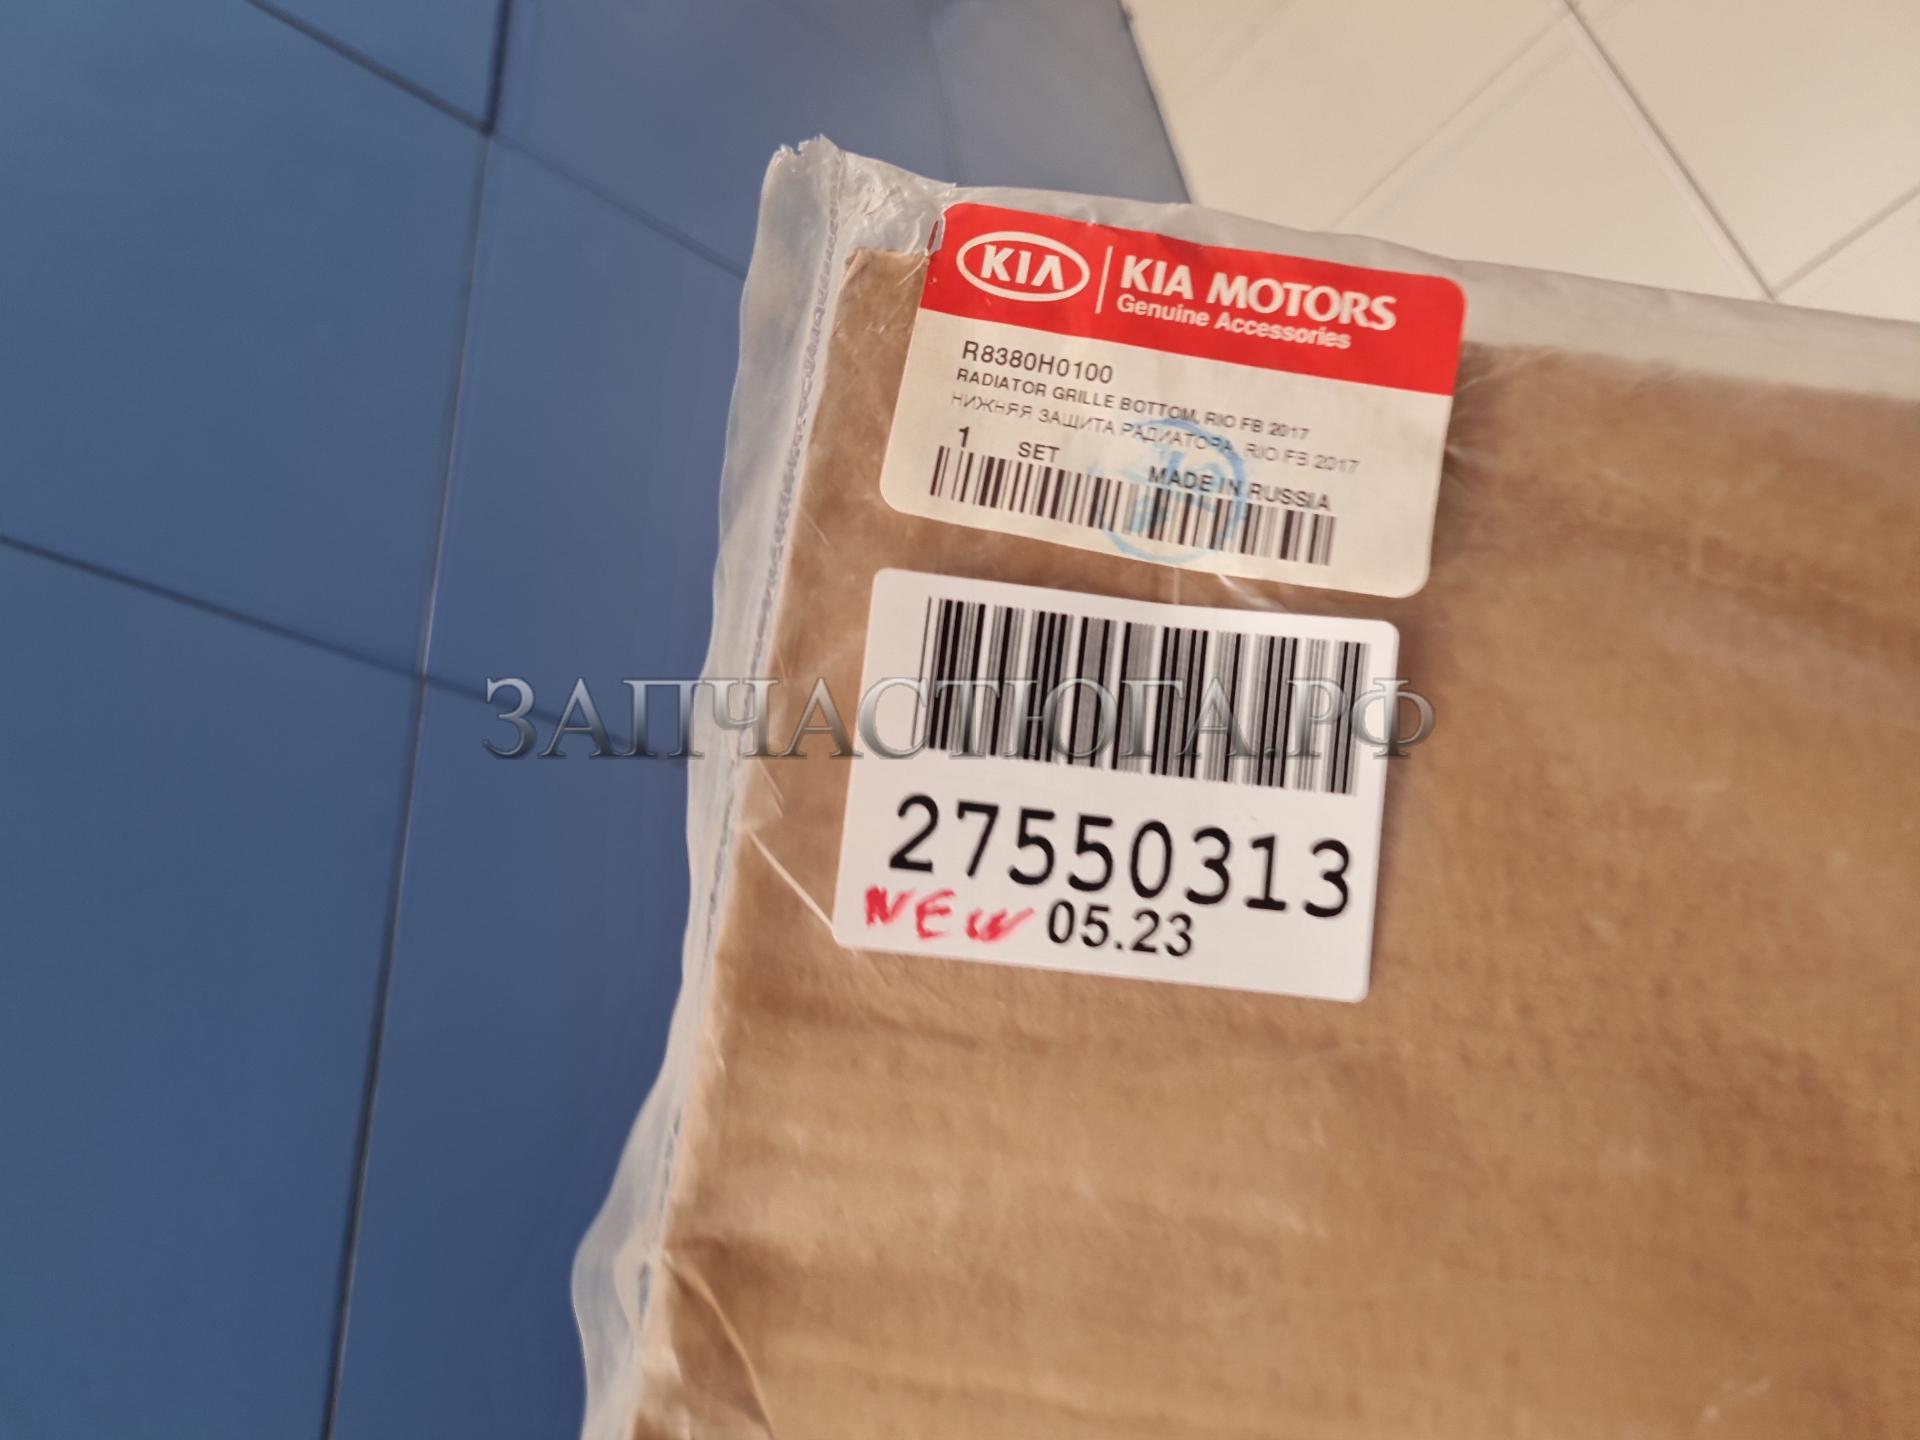 KIA
KIA MOTORS
Genuine Accessories
R8380H0100
RADIATOR GRILLE BOTTOM, RIO FB 2017
НИЖНЯЯ ЗАЩИТА РАДИАТОРА, RIO FB 2017
1 SET
MADE IN RUSSIA
ЗАПЧАСТЮГА.РФ
27550313
NEW 05.23